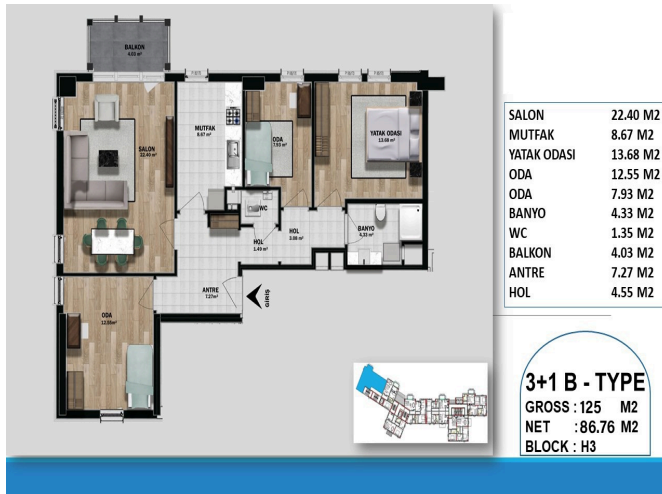 BALKON
4.03 m²
SALON
22.40 m²
MUTFAK
8.67 m²
ODA
7.93 m²
YATAK ODASI
13.68 m²
WC
HOL
1.49 m²
HOL
3.06 m²
BANYO
4.33 m²
ANTRE
7.27m²
GİRİŞ
ODA
12.55m²
SALON 22.40 M2
MUTFAK 8.67 M2
YATAK ODASI 13.68 M2
ODA 12.55 M2
ODA 7.93 M2
BANYO 4.33 M2
WC 1.35 M2
BALKON 4.03 M2
ANTRE 7.27 M2
HOL 4.55 M2
3+1 B - TYPE
GROSS : 125 M2
NET : 86.76 M2
BLOCK : H3